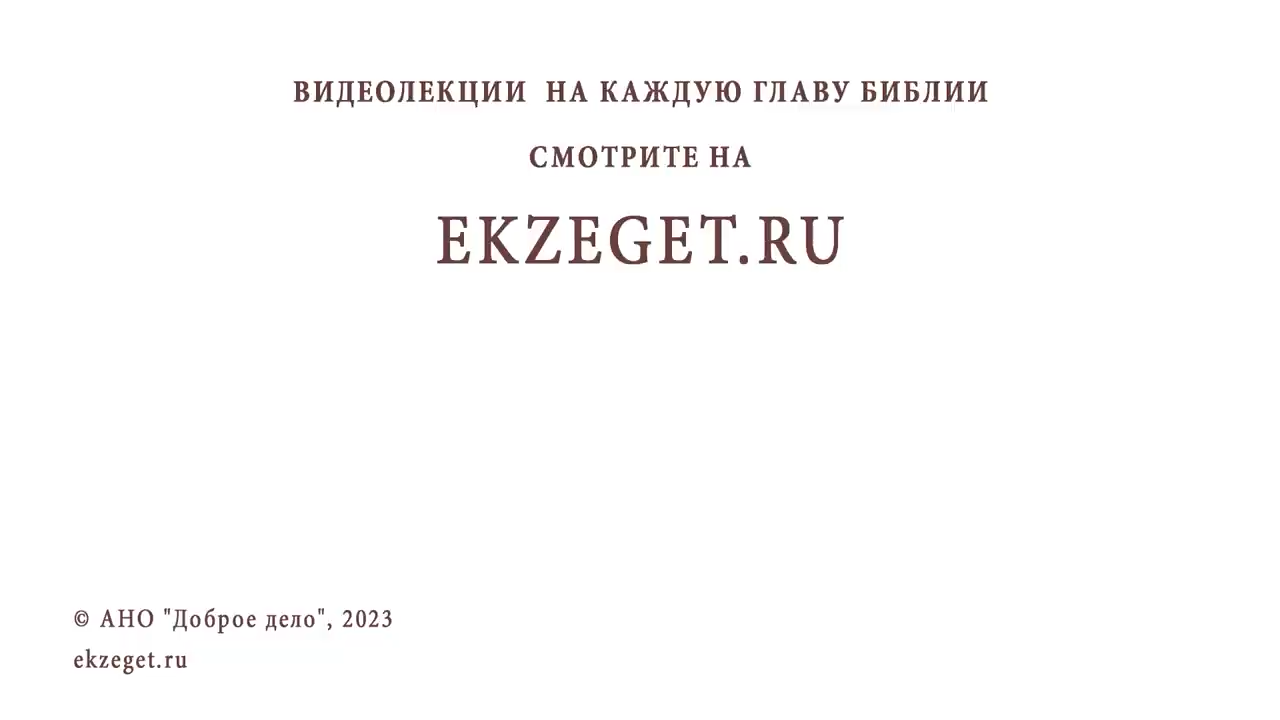 ВИДЕОЛЕКЦИИ НА КАЖДУЮ ГЛАВУ БИБЛИИ
СМОТРИТЕ НА
EKZEGET.RU
© АНО "Доброе дело", 2023
ekzeget.ru